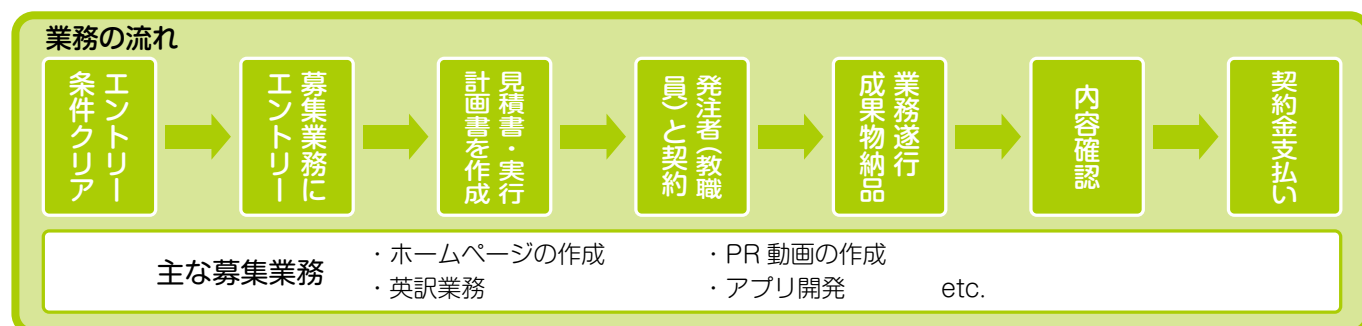 業務の流れ
エントリー
条件クリア
募集業務に
エントリー
見積書・実行
計画書を作成
発注者（教職
員）と契約
業務遂行
成果物納品
内容確認
契約金支払い
主な募集業務
・ホームページの作成
・PR 動画の作成
・英訳業務
・アプリ開発 etc.